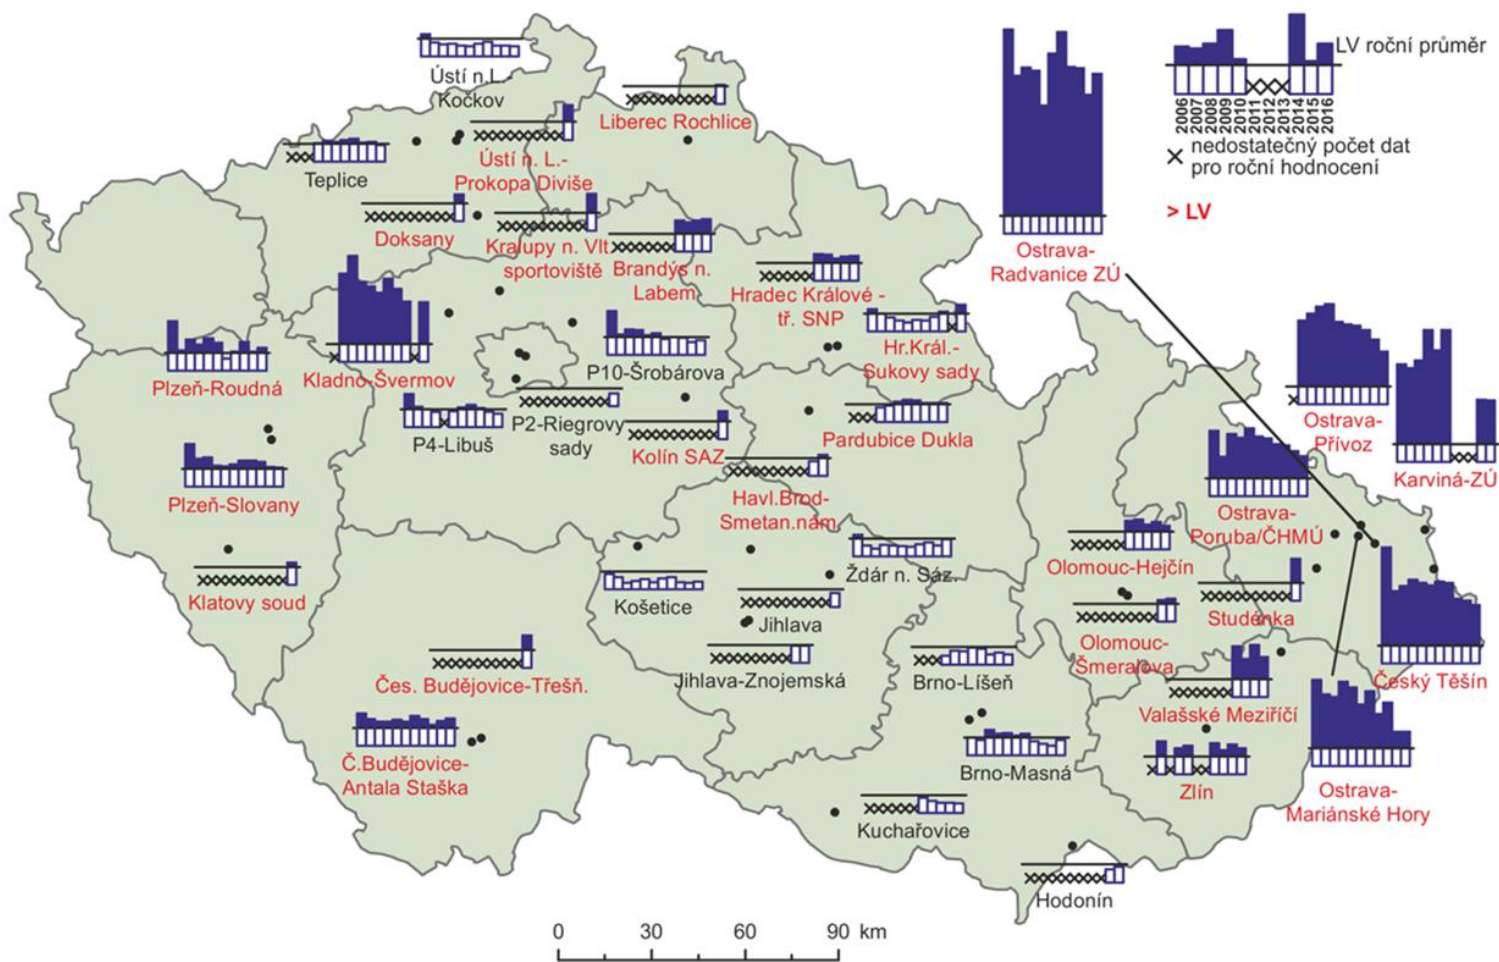 Ústí n.L.-
Kočkov
Liberec Rochlice
Ústí n. L.-
Prokopa Diviše
Teplice
Doksany
Kralupy n. Vlt
sportoviště
Brandýs n.
Labem
Hradec Králové -
tř. SNP
Hr.Král.-
Sukovy sady
Plzeň-Roudná
Kladno-Švermov
P10-Šrobárova
P4-Libuš
P2-Riegrovy
sady
Kolín SAZ
Pardubice Dukla
Plzeň-Slovany
Havl.Brod-
Smetan.nám.
Klatovy soud
Košetice
Ždár n. Sáz.
Jihlava
Jihlava-Znojemská
Čes. Budějovice-Třešň.
Č.Budějovice-
Antala Staška
Brno-Líšeň
Brno-Masná
Kuchařovice
Hodonín
Olomouc-Hejčín
Olomouc-
Šmeralova
Studénka
Valašské Meziříčí
Zlín
Ostrava-
Mariánské Hory
Český Těšín
Ostrava-
Poruba/ČHMÚ
Ostrava-
Přívoz
Karviná-ZÚ
Ostrava-
Radvanice ZÚ
LV roční průměr
2006
2007
2008
2009
2010
2011
2012
2013
2014
2015
2016
× nedostatečný počet dat
pro roční hodnocení
> LV
0 30 60 90 km